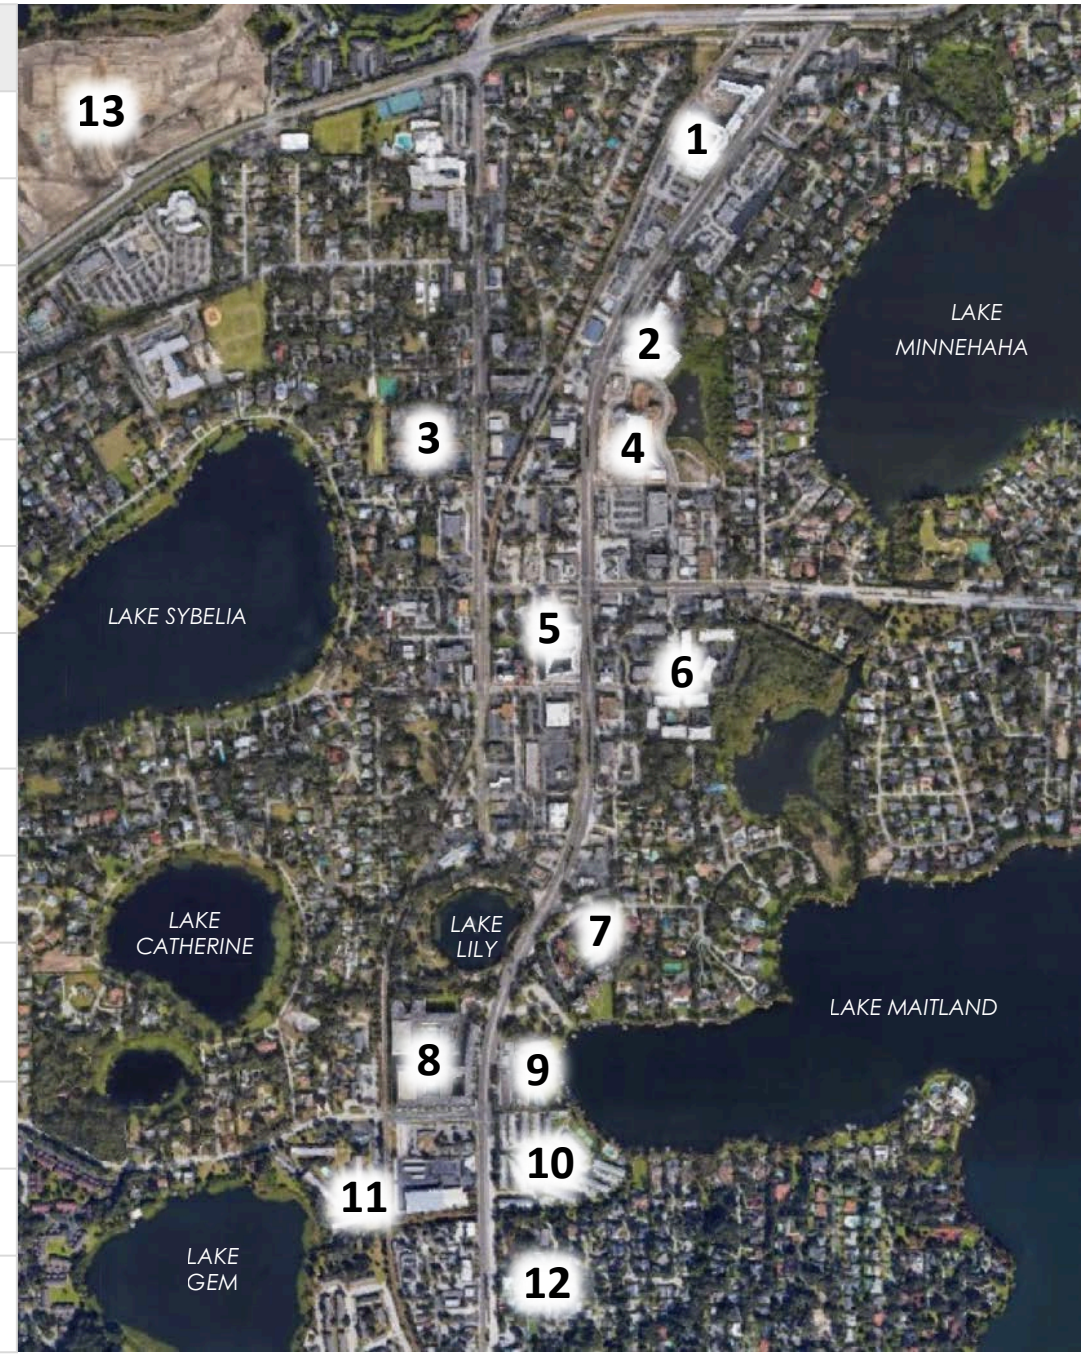 13
1
LAKE
MINNEHAHA
2
3
4
LAKE SYBELIA
5
6
LAKE
CATHERINE
LAKE
LILY
7
LAKE MAITLAND
8
9
10
11
LAKE
GEM
12